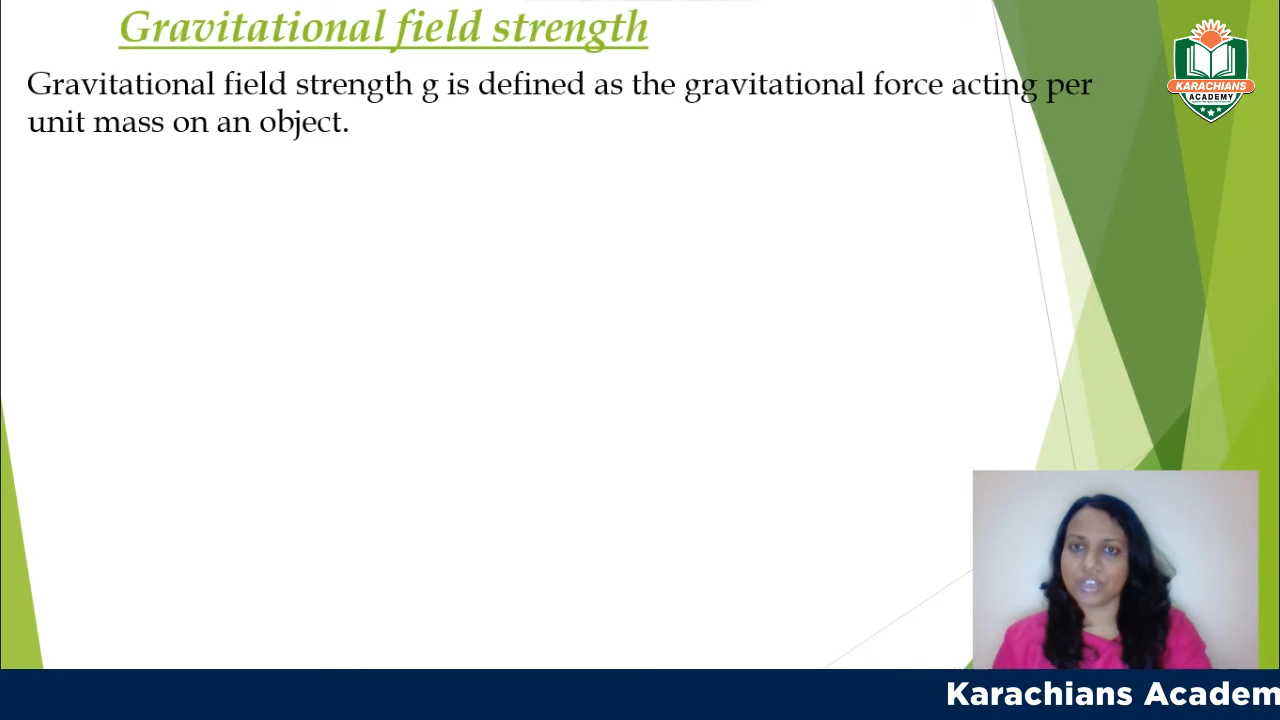 Gravitational field strength
Gravitational field strength g is defined as the gravitational force acting per
unit mass on an object.
KARACHIANS
ACADEMY
Karachians Academ